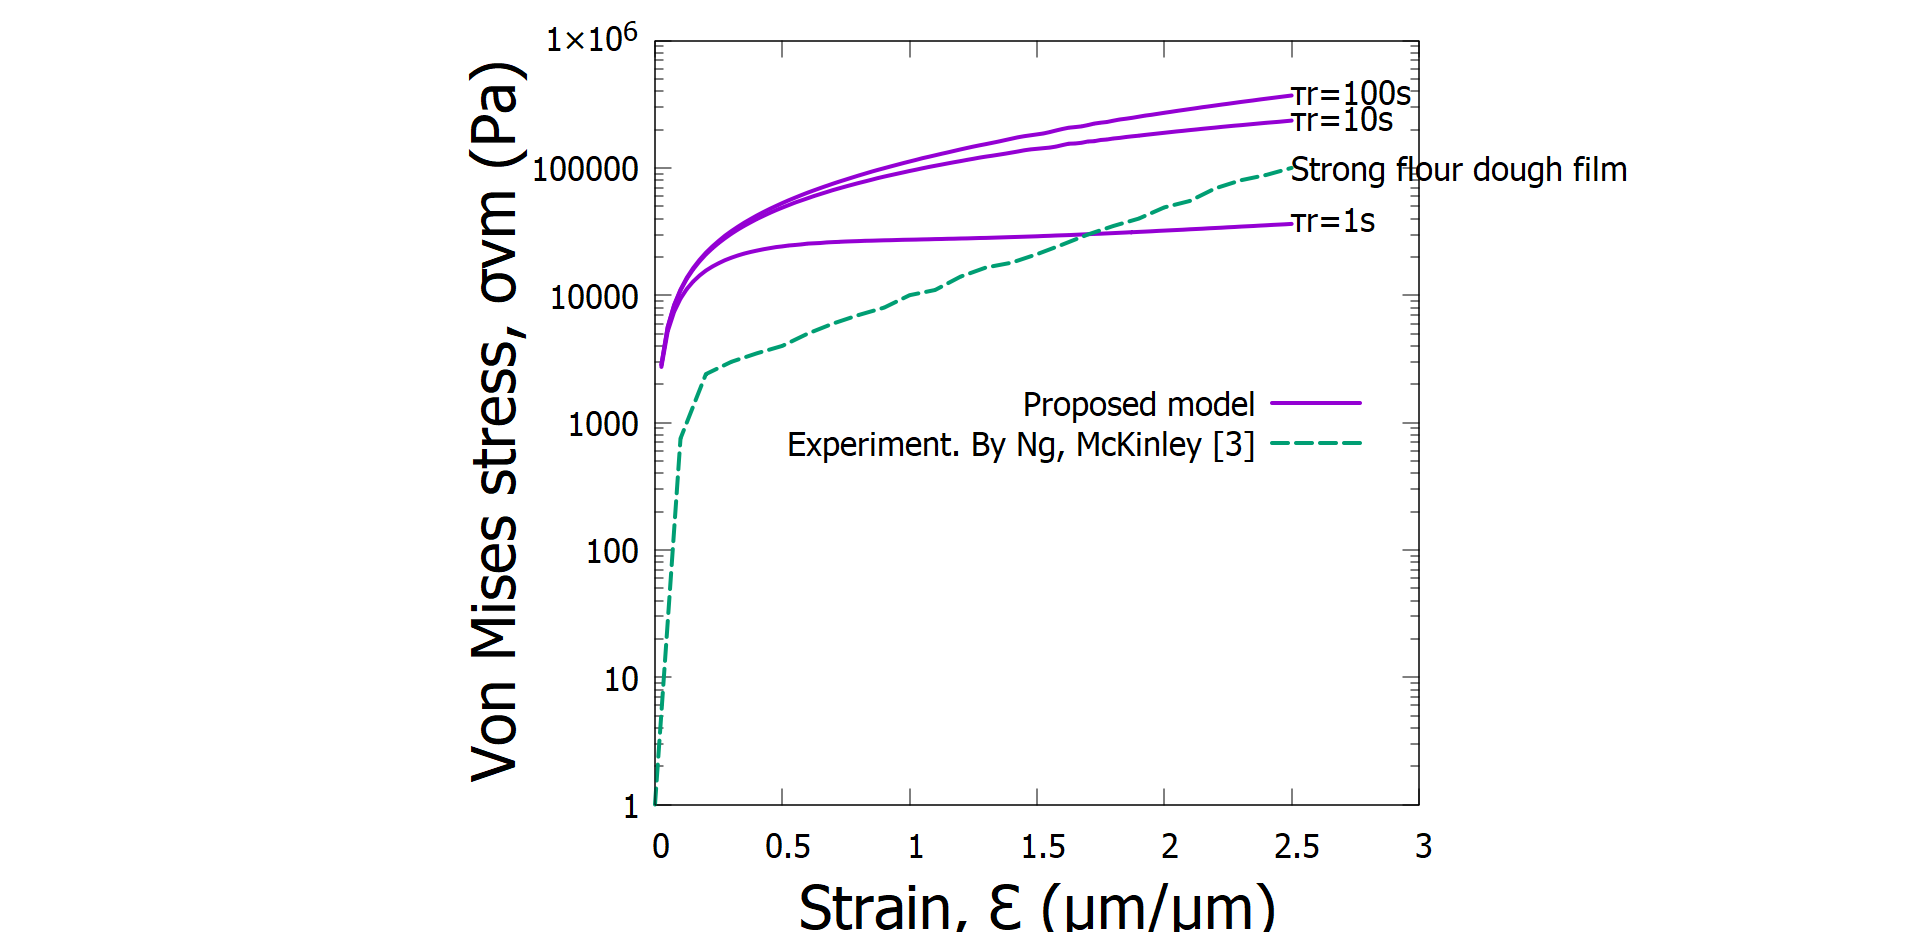 Von Mises stress, σvm (Pa)
1×10⁶
100000
10000
1000
100
10
1
τr=100s
τr=10s
Strong flour dough film
τr=1s
Proposed model
Experiment. By Ng, McKinley [3]
0 0.5 1 1.5 2 2.5 3
Strain, Ɛ (μm/μm)